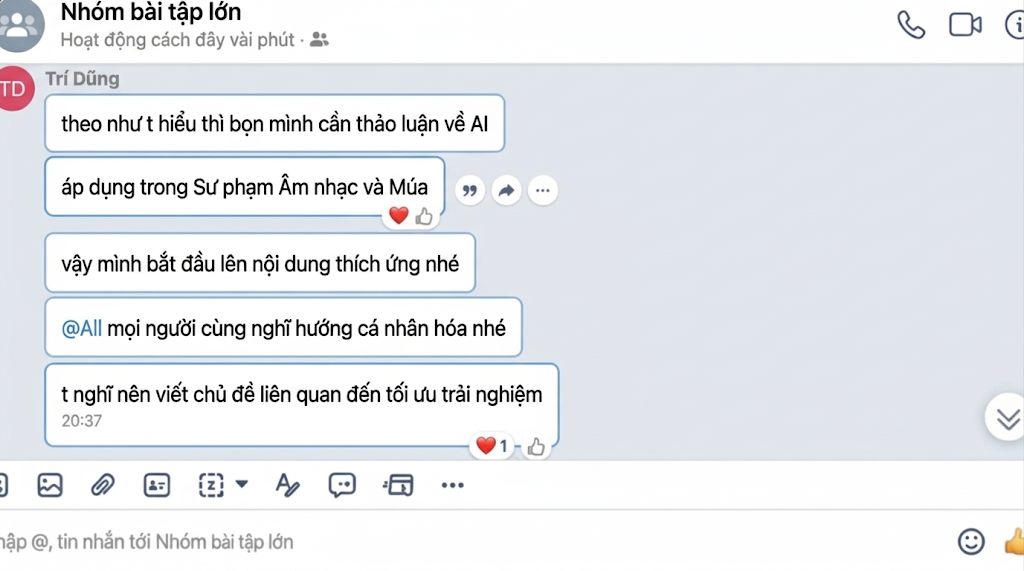 Nhóm bài tập lớn
Hoạt động cách đây vài phút ·
TD
Trí Dũng
theo như t hiểu thì bọn mình cần thảo luận về AI
áp dụng trong Sư phạm Âm nhạc và Múa
vậy mình bắt đầu lên nội dung thích ứng nhé
@All mọi người cùng nghĩ hướng cá nhân hóa nhé
t nghĩ nên viết chủ đề liên quan đến tối ưu trải nghiệm
20:37
1
@, tin nhắn tới Nhóm bài tập lớn